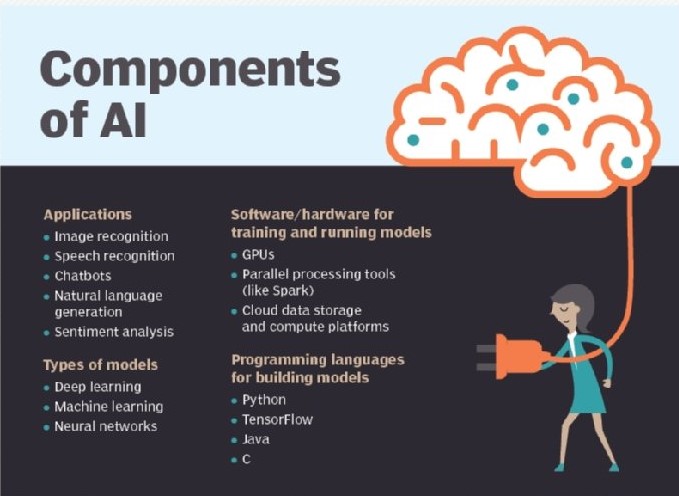 Components
of AI
Applications
• Image recognition
• Speech recognition
• Chatbots
• Natural language
generation
• Sentiment analysis
Types of models
• Deep learning
• Machine learning
• Neural networks
Software/hardware for
training and running models
• GPUs
• Parallel processing tools
(like Spark)
• Cloud data storage
and compute platforms
Programming languages
for building models
• Python
• TensorFlow
• Java
• C